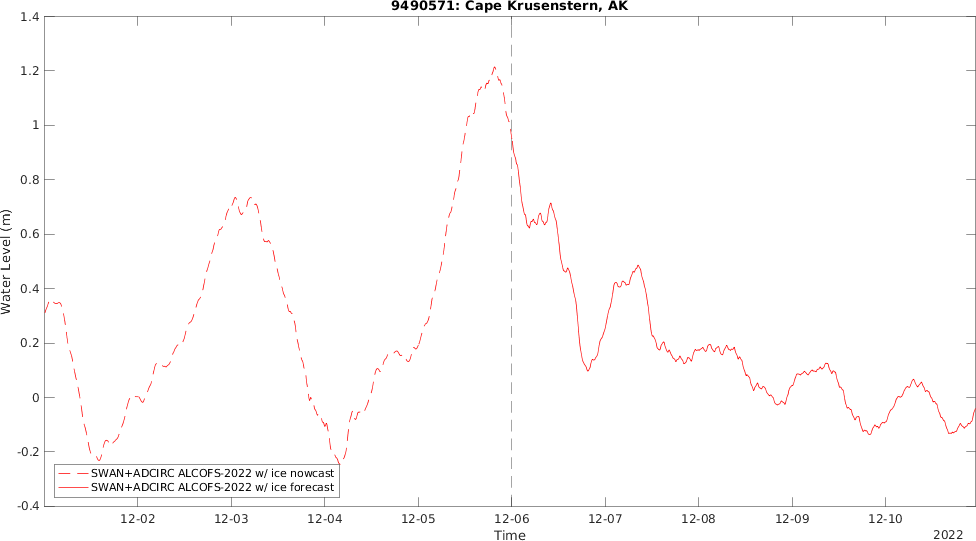 9490571: Cape Krusenstern, AK
1.4
1.2
1
0.8
0.6
0.4
0.2
0
-0.2
-0.4
Water Level (m)
SWAN+ADCIRC ALCOFS-2022 w/ ice nowcast
SWAN+ADCIRC ALCOFS-2022 w/ ice forecast
12-02 12-03 12-04 12-05 12-06 12-07 12-08 12-09 12-10
Time
2022